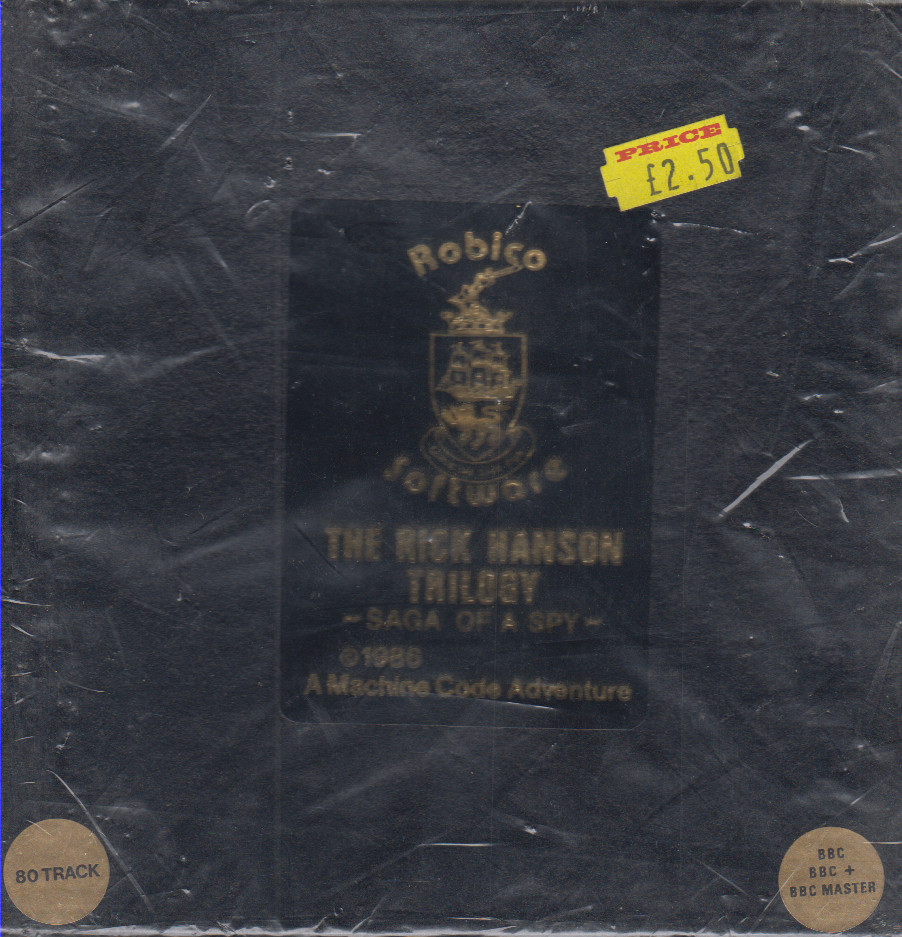 PRICE
£2.50
Robico
Software
THE RICK HANSON
TRILOGY
~SAGA OF A SPY~
©1986
A Machine Code Adventure
80 TRACK
BBC
BBC +
BBC MASTER